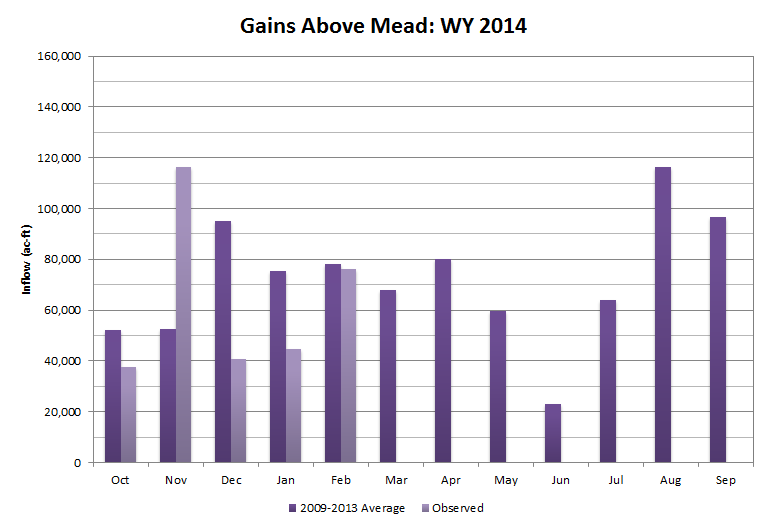 Gains Above Mead: WY 2014
160,000
140,000
120,000
100,000
80,000
60,000
40,000
20,000
0
Inflow (ac-ft)
Oct Nov Dec Jan Feb Mar Apr May Jun Jul Aug Sep
2009-2013 Average Observed